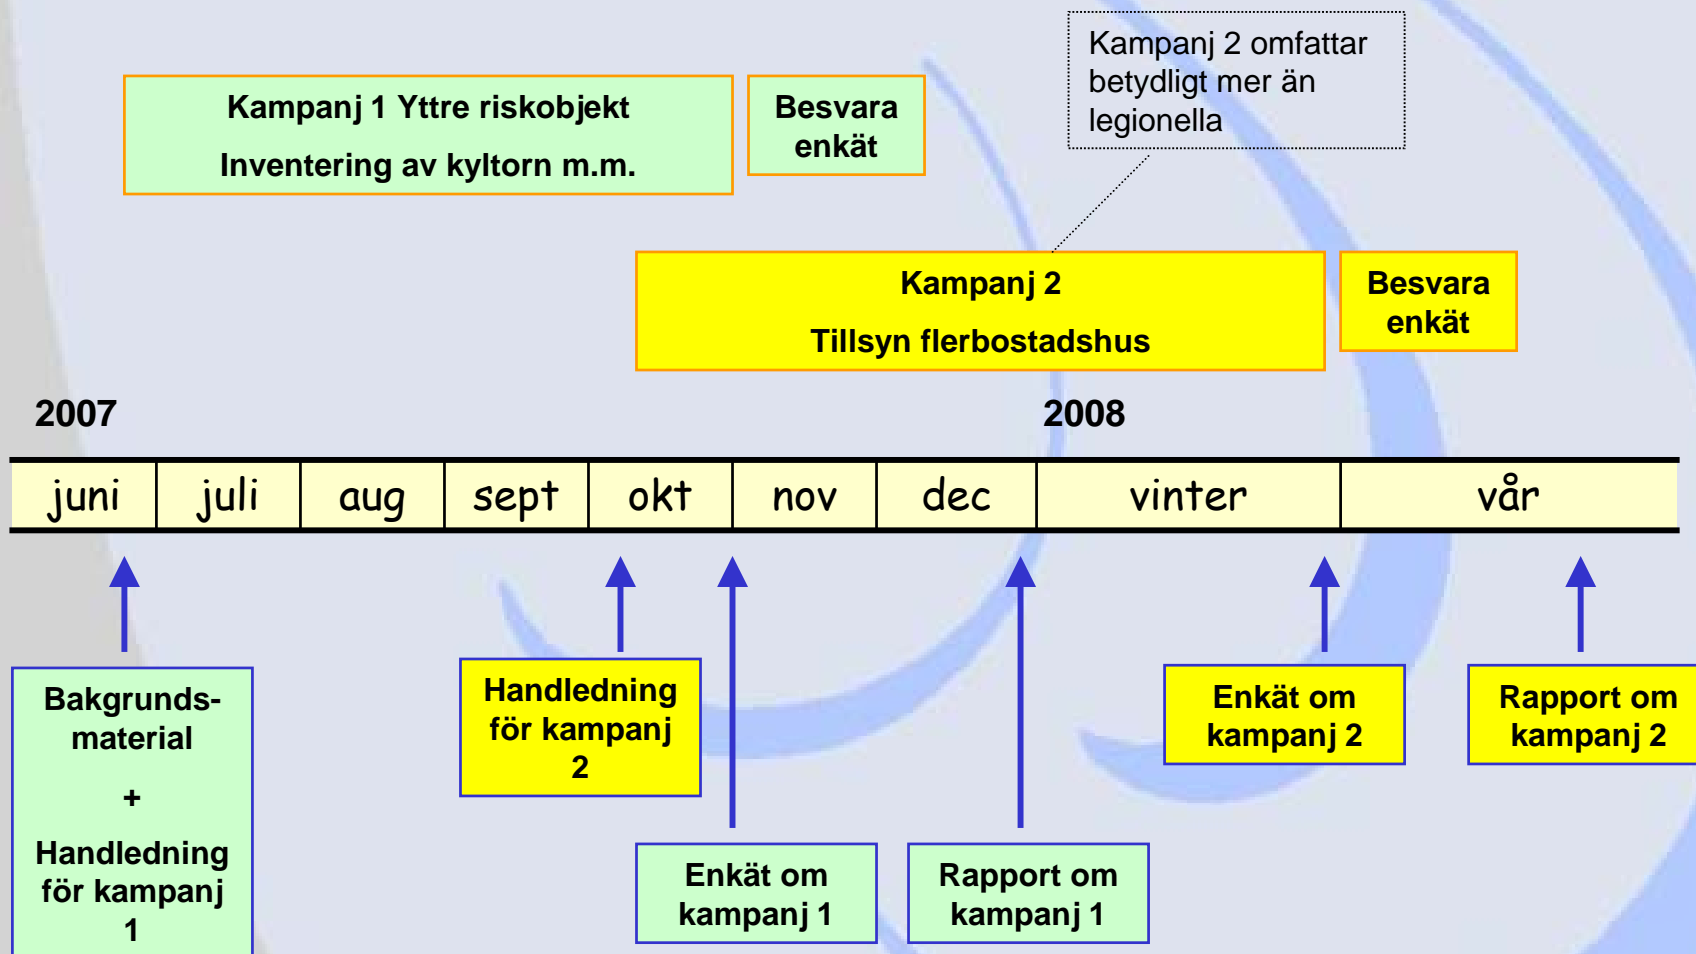 Kampanj 2 omfattar
betydligt mer än
legionella
Kampanj 1 Yttre riskobjekt
Inventering av kyltorn m.m.
Besvara
enkät
Kampanj 2
Tillsyn flerbostadshus
Besvara
enkät
2007
2008
juni
juli
aug
sept
okt
nov
dec
vinter
vår
Bakgrunds-
material
+
Handledning
för kampanj
1
Handledning
för kampanj
2
Enkät om
kampanj 1
Rapport om
kampanj 1
Enkät om
kampanj 2
Rapport om
kampanj 2